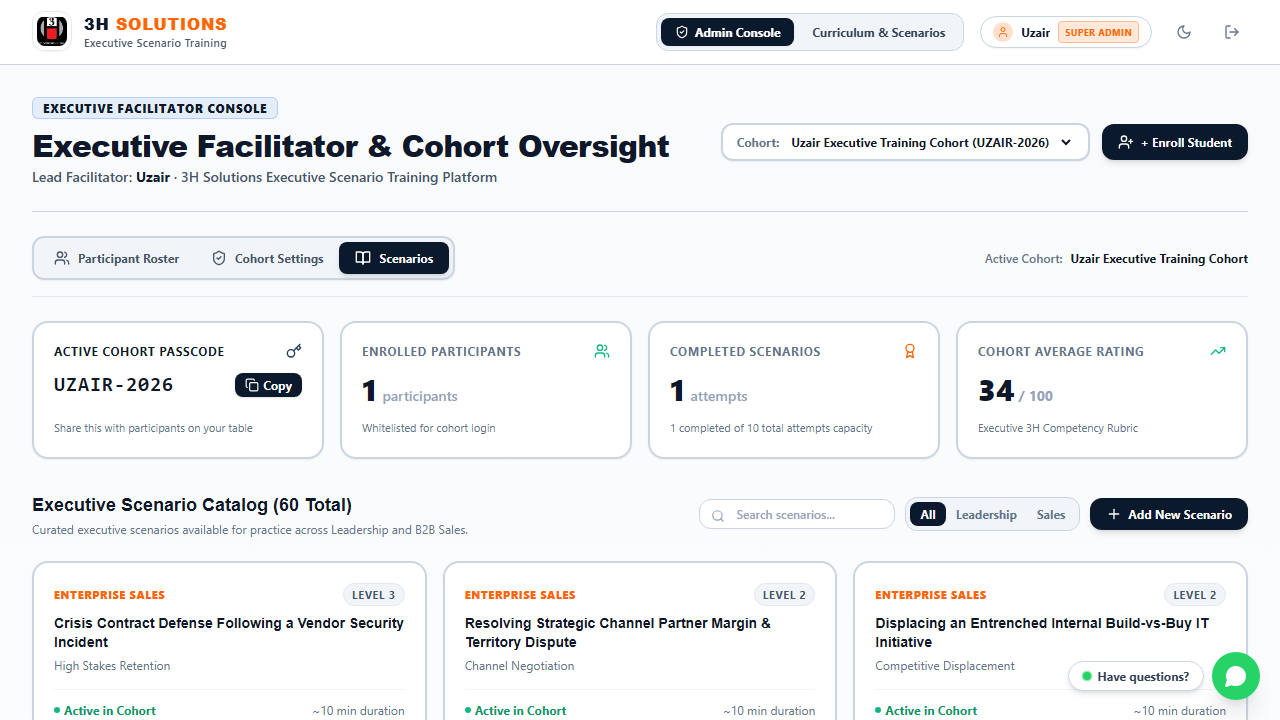 3H SOLUTIONS
Executive Scenario Training
Admin Console
Curriculum & Scenarios
Uzair
SUPER ADMIN
EXECUTIVE FACILITATOR CONSOLE
Executive Facilitator & Cohort Oversight
Lead Facilitator: Uzair · 3H Solutions Executive Scenario Training Platform
Cohort: Uzair Executive Training Cohort (UZAIR-2026)
+ Enroll Student
Participant Roster
Cohort Settings
Scenarios
Active Cohort: Uzair Executive Training Cohort
ACTIVE COHORT PASSCODE
UZAIR-2026
Copy
Share this with participants on your table
ENROLLED PARTICIPANTS
1 participants
Whitelisted for cohort login
COMPLETED SCENARIOS
1 attempts
1 completed of 10 total attempts capacity
COHORT AVERAGE RATING
34 / 100
Executive 3H Competency Rubric
Executive Scenario Catalog (60 Total)
Curated executive scenarios available for practice across Leadership and B2B Sales.
Search scenarios...
All
Leadership
Sales
+ Add New Scenario
ENTERPRISE SALES
LEVEL 3
Crisis Contract Defense Following a Vendor Security
Incident
High Stakes Retention
Active in Cohort
~10 min duration
ENTERPRISE SALES
LEVEL 2
Resolving Strategic Channel Partner Margin &
Territory Dispute
Channel Negotiation
Active in Cohort
~10 min duration
ENTERPRISE SALES
LEVEL 2
Displacing an Entrenched Internal Build-vs-Buy IT
Initiative
Competitive Displacement
Active in Cohort
~10 min duration
Have questions?